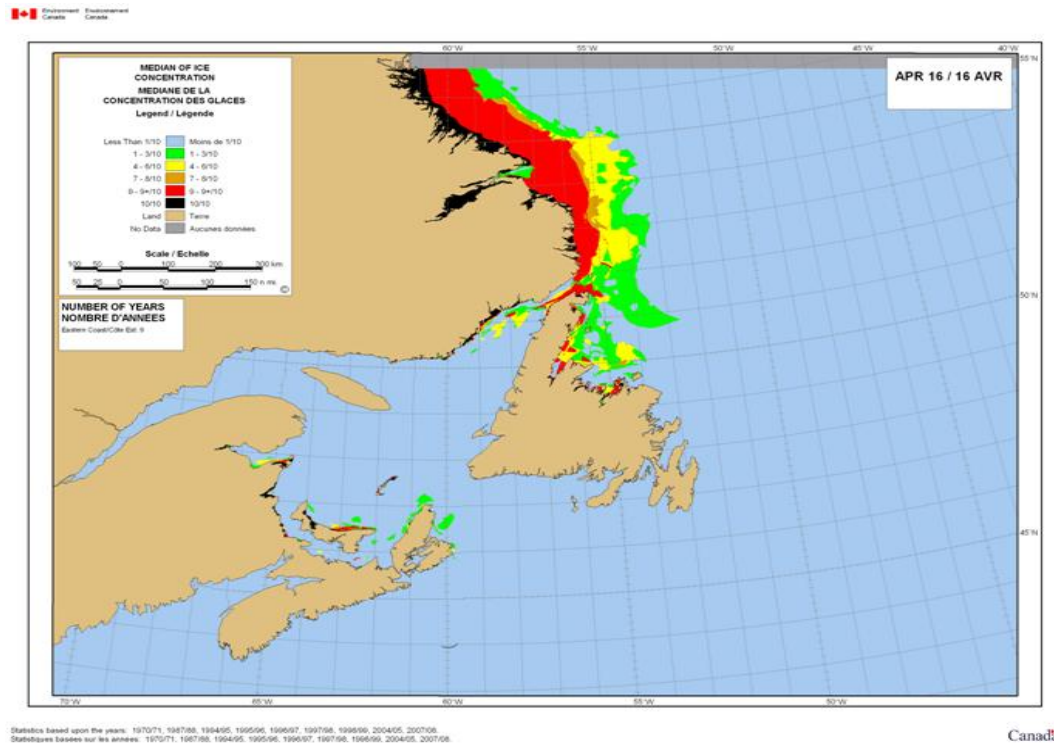 Environment Environnement
Canada Canada
60°W 55°W 50°W 45°W 40°W
55°N
MEDIAN OF ICE
CONCENTRATION
MEDIANE DE LA
CONCENTRATION DES GLACES
Legend / Légende
Less Than 1/10 Moins de 1/10
1 - 3/10 1 - 3/10
4 - 6/10 4 - 6/10
7 - 8/10 7 - 8/10
9 - 9+/10 9 - 9+/10
10/10 10/10
Land Terre
No Data Aucunes données
Scale / Echelle
100 50 0 100 200 300 km
50 25 0 50 100 150 n mi.
©
APR 16 / 16 AVR
NUMBER OF YEARS
NOMBRE D'ANNEES
Eastern Coast/Côte Est: 9
50°N
45°N
70°W 65°W 60°W 55°W 50°W
Statistics based upon the years: 1970/71, 1987/88, 1994/95, 1995/96, 1996/97, 1997/98, 1998/99, 2004/05, 2007/08.
Statistiques basées sur les annees: 1970/71, 1987/88, 1994/95, 1995/96, 1996/97, 1997/98, 1998/99, 2004/05, 2007/08.
Canad